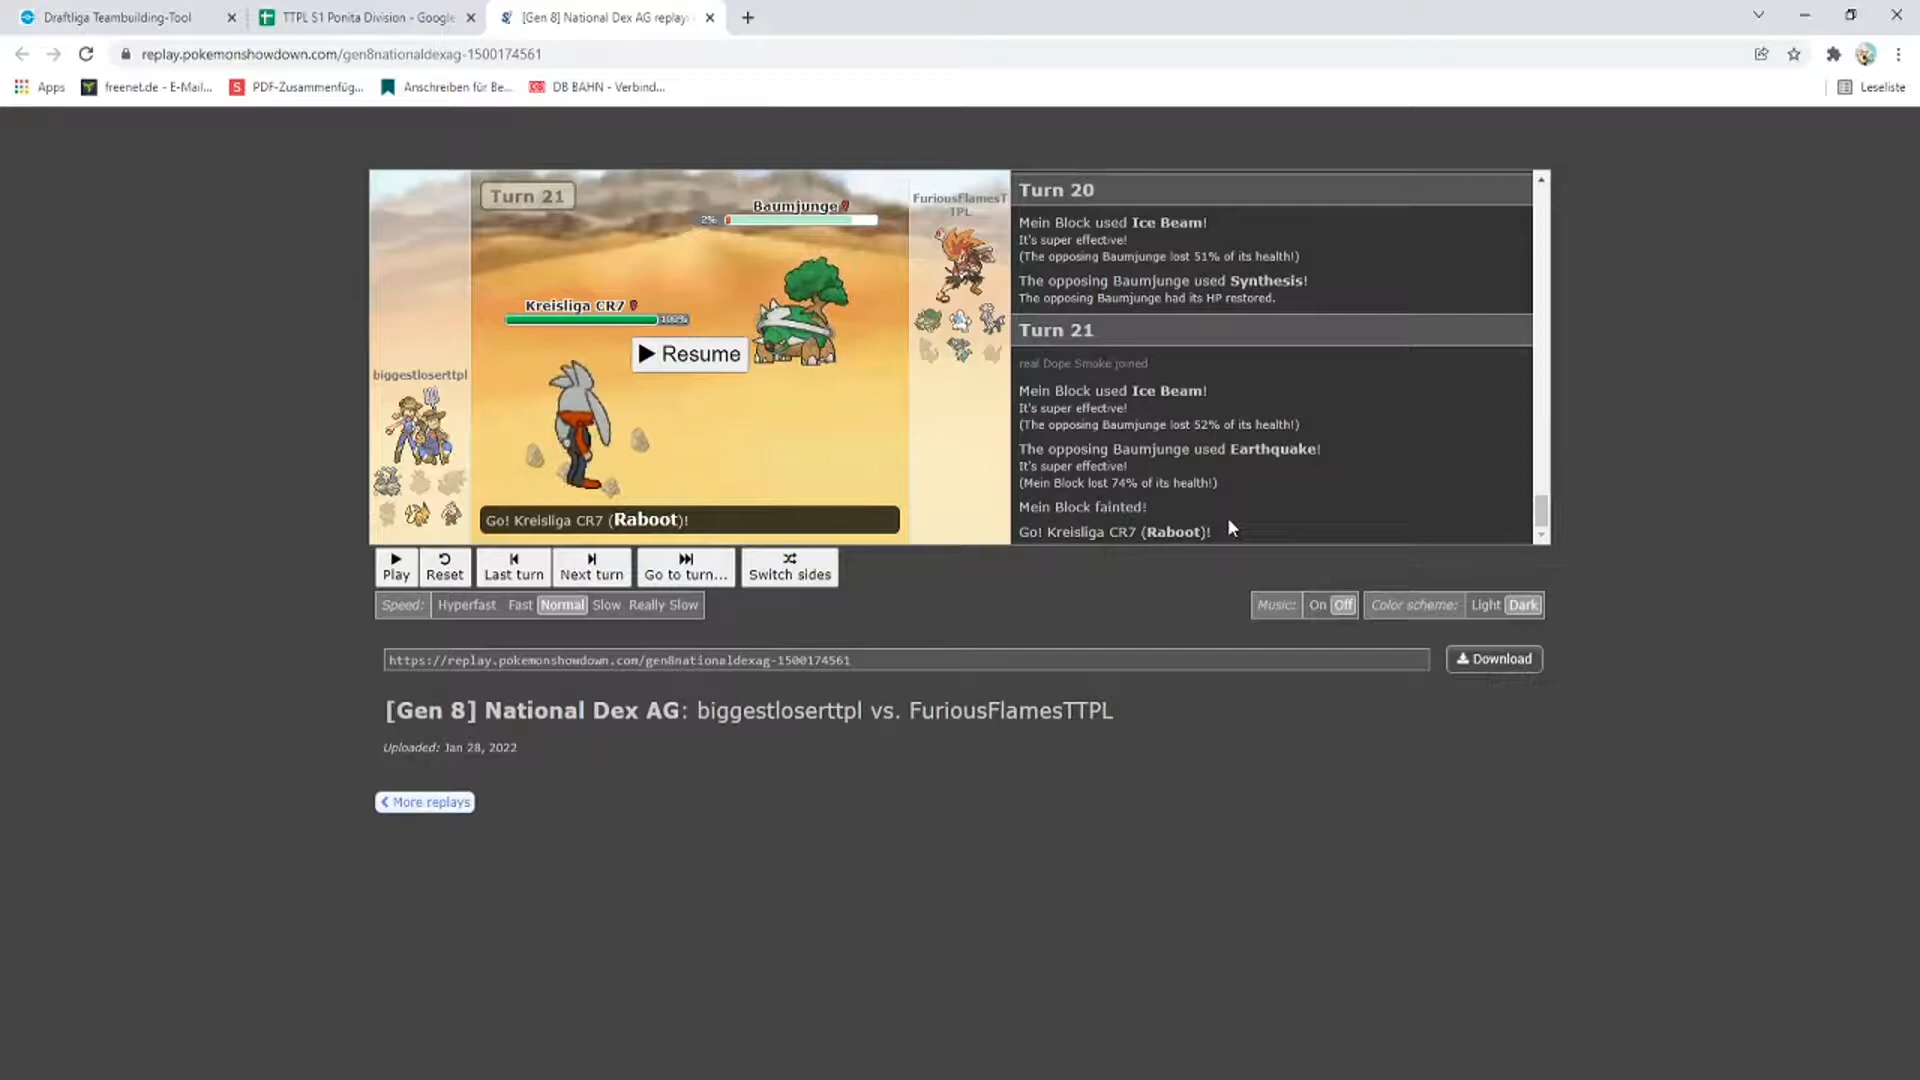 Draftliga Teambuilding-Tool
TTPL S1 Ponita Division - Google
[Gen 8] National Dex AG replay:
replay.pokemonshowdown.com/gen8nationaldexag-1500174561
Apps
freenet.de - E-Mail...
PDF-Zusammenfüg...
Anschreiben für Be...
DB BAHN - Verbind...
Leseliste
Turn 21
Baumjunge
2%
Kreisliga CR7
100%
Resume
biggestloserttpl
FuriousFlamesT
TPL
Go! Kreisliga CR7 (Raboot)!
Turn 20
Mein Block used Ice Beam!
It's super effective!
(The opposing Baumjunge lost 51% of its health!)
The opposing Baumjunge used Synthesis!
The opposing Baumjunge had its HP restored.
Turn 21
real Dope Smoke joined
Mein Block used Ice Beam!
It's super effective!
(The opposing Baumjunge lost 52% of its health!)
The opposing Baumjunge used Earthquake!
It's super effective!
(Mein Block lost 74% of its health!)
Mein Block fainted!
Go! Kreisliga CR7 (Raboot)!
Play
Reset
Last turn
Next turn
Go to turn...
Switch sides
Speed: Hyperfast Fast Normal Slow Really Slow
Music: On Off
Color scheme: Light Dark
https://replay.pokemonshowdown.com/gen8nationaldexag-1500174561
Download
[Gen 8] National Dex AG: biggestloserttpl vs. FuriousFlamesTTPL
Uploaded: Jan 28, 2022
More replays